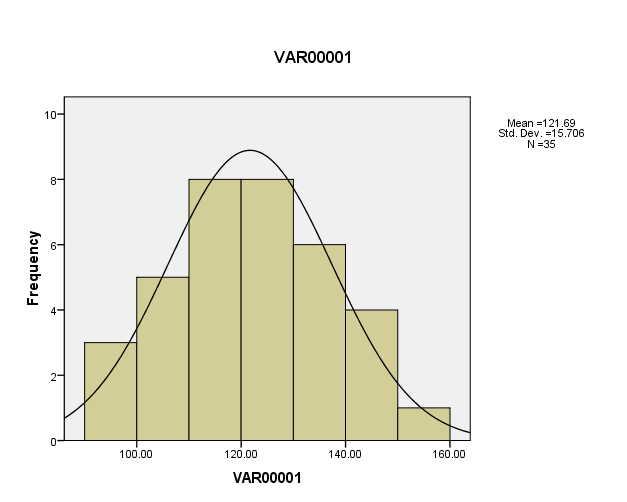 VAR00001
Mean =121.69
Std. Dev. =15.706
N =35
10
8
6
4
2
0
Frequency
100.00 120.00 140.00 160.00
VAR00001